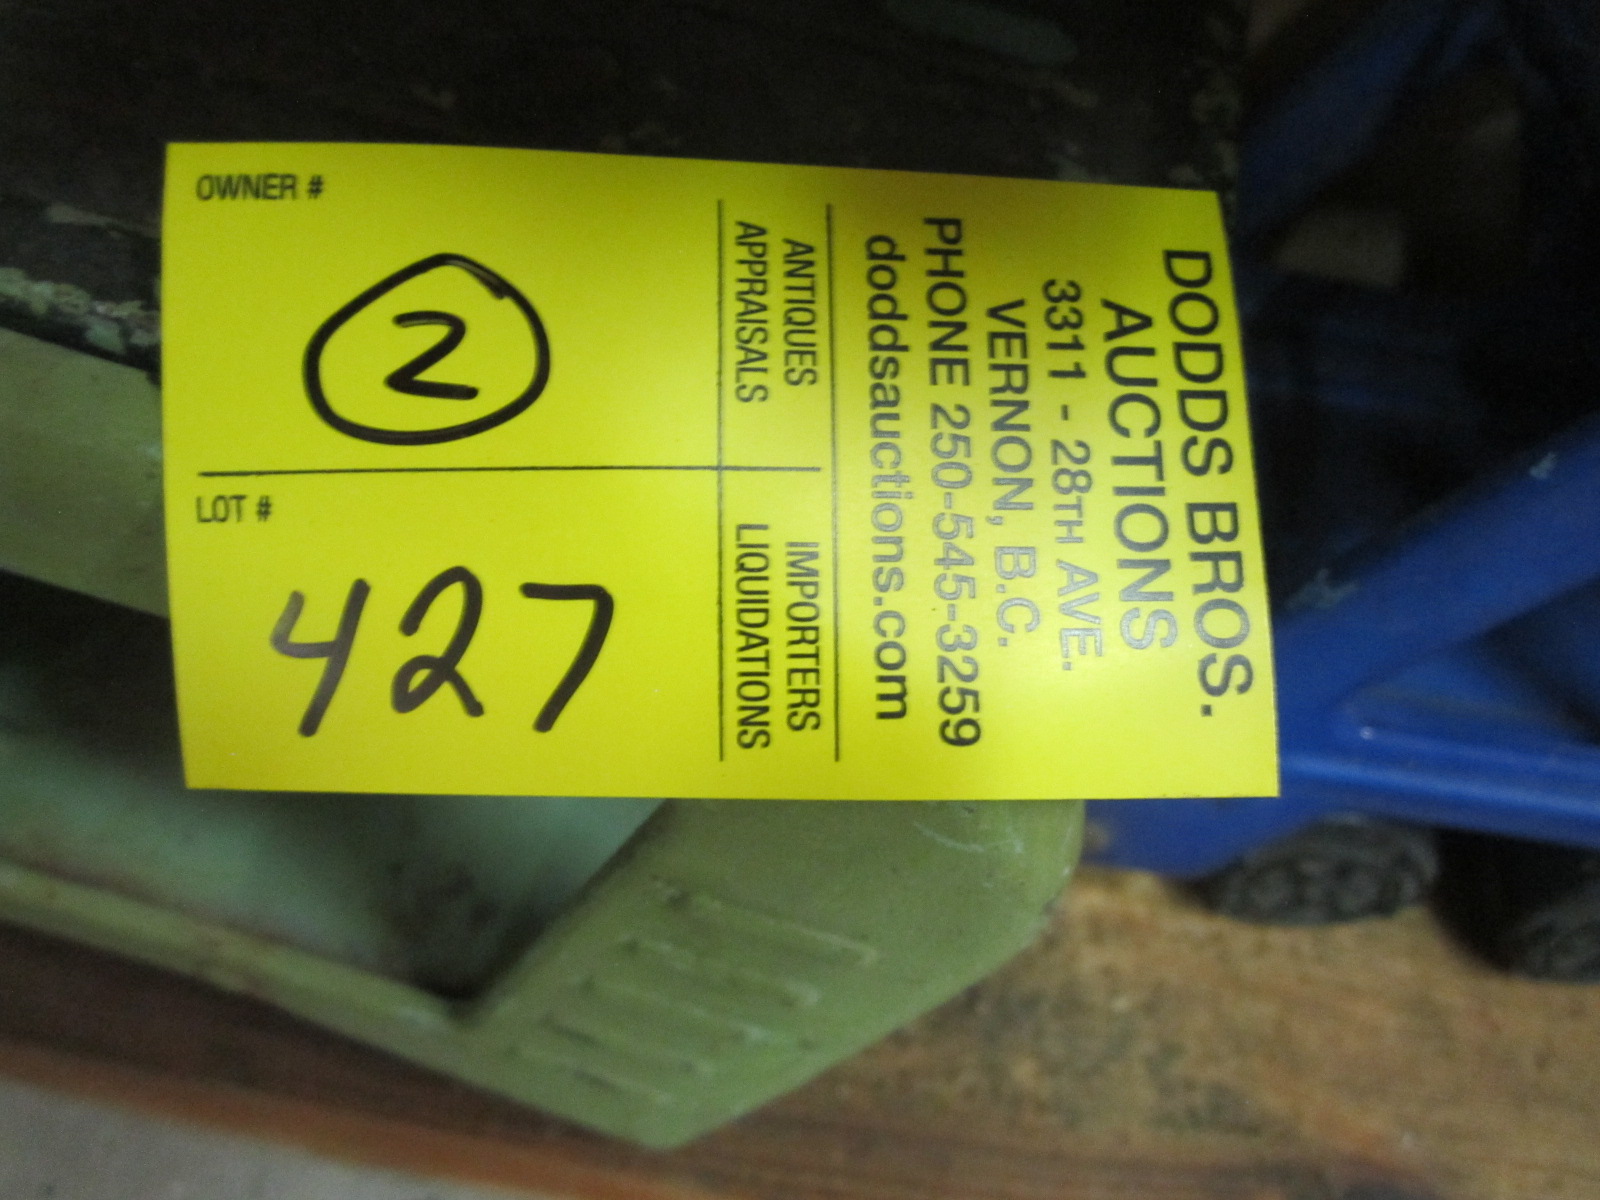 DODDS BROS.
AUCTIONS
3311 - 28TH AVE.
VERNON, B.C.
PHONE 250-545-3259
doddsauctions.com
ANTIQUES
APPRAISALS
IMPORTERS
LIQUIDATIONS
OWNER #
2
LOT #
427